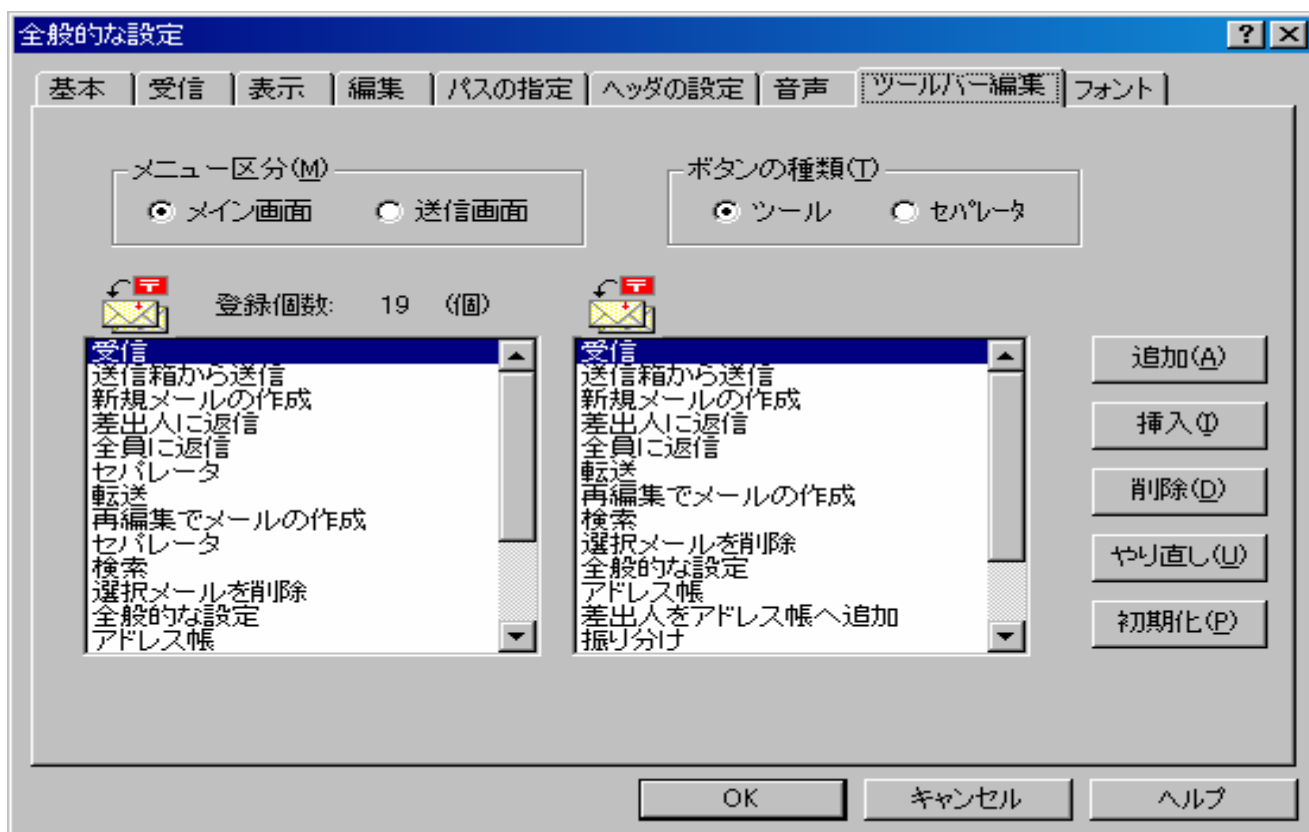 全般的な設定
基本 受信 表示 編集 パスの指定 ヘッダの設定 音声 ツールバー編集 フォント
メニュー区分(M) ボタンの種類(T)
メイン画面 送信画面 ツール セパレータ
登録個数: 19 (個)
受信
送信箱から送信
新規メールの作成
差出人に返信
全員に返信
セパレータ
転送
再編集でメールの作成
セパレータ
検索
選択メールを削除
全般的な設定
アドレス帳
受信
送信箱から送信
新規メールの作成
差出人に返信
全員に返信
転送
再編集でメールの作成
検索
選択メールを削除
全般的な設定
アドレス帳
差出人をアドレス帳へ追加
振り分け
追加(A)
挿入(I)
削除(D)
やり直し(U)
初期化(P)
OK キャンセル ヘルプ